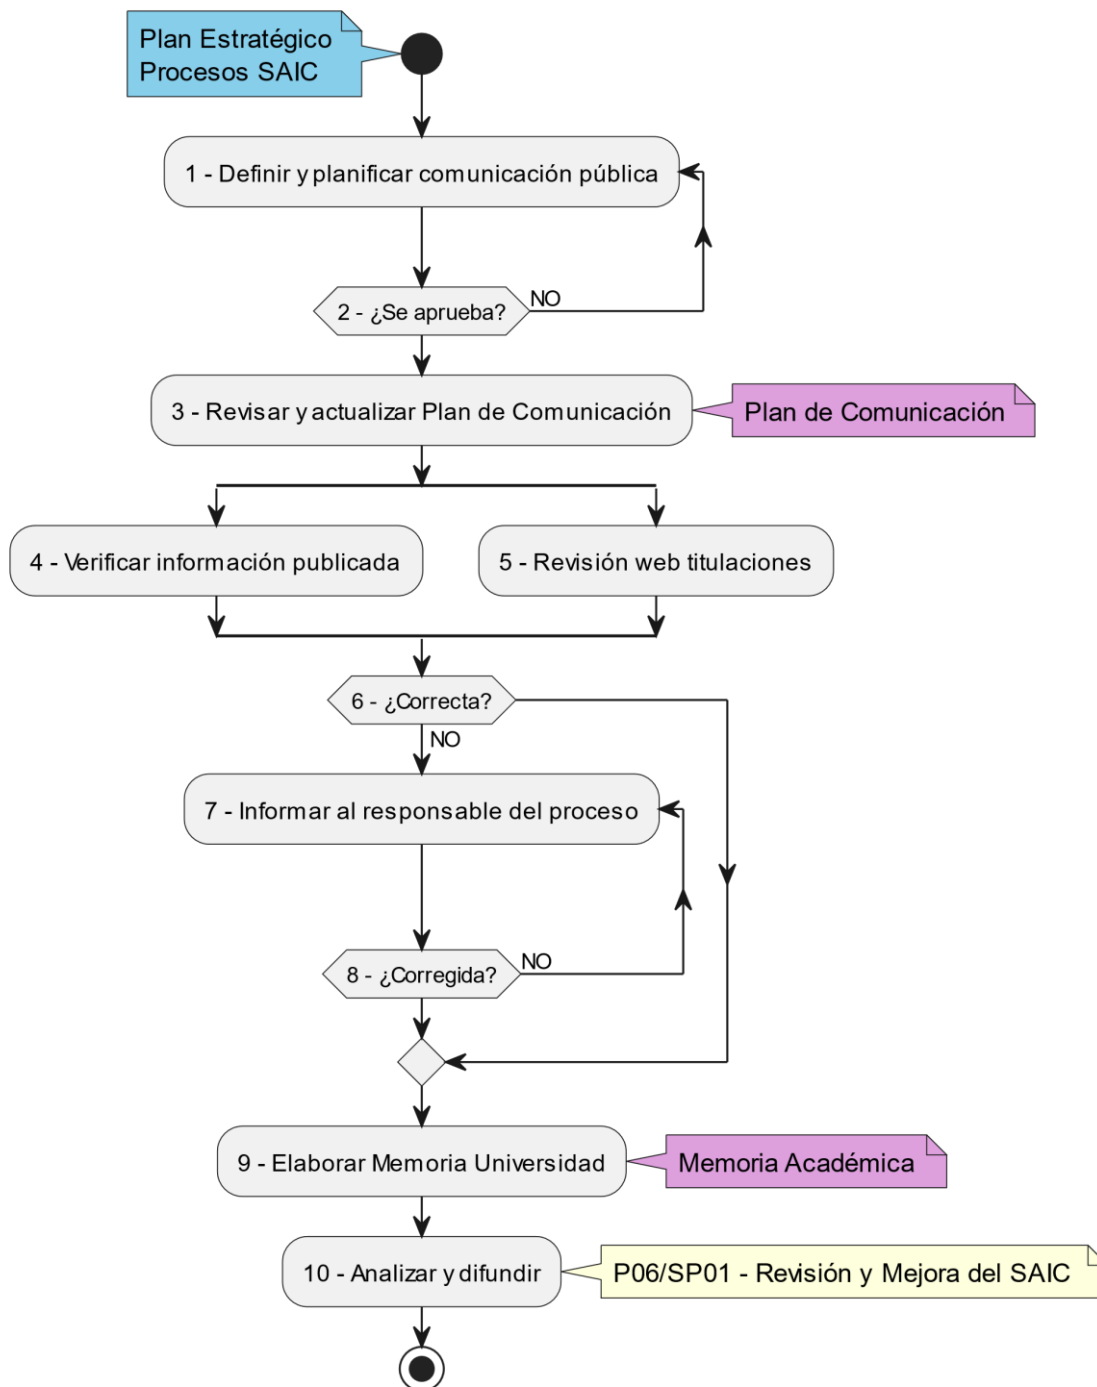 Plan Estratégico
Procesos SAIC
1 - Definir y planificar comunicación pública
NO
2 - ¿Se aprueba?
3 - Revisar y actualizar Plan de Comunicación
Plan de Comunicación
4 - Verificar información publicada
5 - Revisión web titulaciones
6 - ¿Correcta?
NO
7 - Informar al responsable del proceso
NO
8 - ¿Corregida?
9 - Elaborar Memoria Universidad
Memoria Académica
10 - Analizar y difundir
P06/SP01 - Revisión y Mejora del SAIC